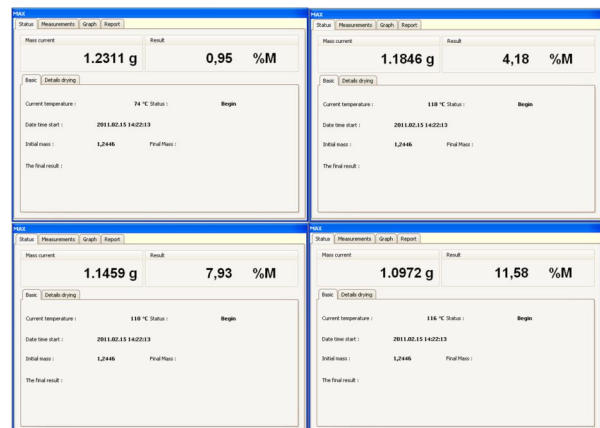 MAX
Status Measurements Graph Report
Mass current Result
1.2311 g 0,95 %M
Basic Details drying
Current temperature : 74 °C Status : Begin
Date time start : 2011.02.15 14:22:13
Initial mass : 1,2446 Final Mass :
The final result :
MAX
Status Measurements Graph Report
Mass current Result
1.1846 g 4,18 %M
Basic Details drying
Current temperature : 118 °C Status : Begin
Date time start : 2011.02.15 14:22:13
Initial mass : 1,2446 Final Mass :
The final result :
MAX
Status Measurements Graph Report
Mass current Result
1.1459 g 7,93 %M
Basic Details drying
Current temperature : 118 °C Status : Begin
Date time start : 2011.02.15 14:22:13
Initial mass : 1,2446 Final Mass :
The final result :
MAX
Status Measurements Graph Report
Mass current Result
1.0972 g 11,58 %M
Basic Details drying
Current temperature : 116 °C Status : Begin
Date time start : 2011.02.15 14:22:13
Initial mass : 1,2446 Final Mass :
The final result :